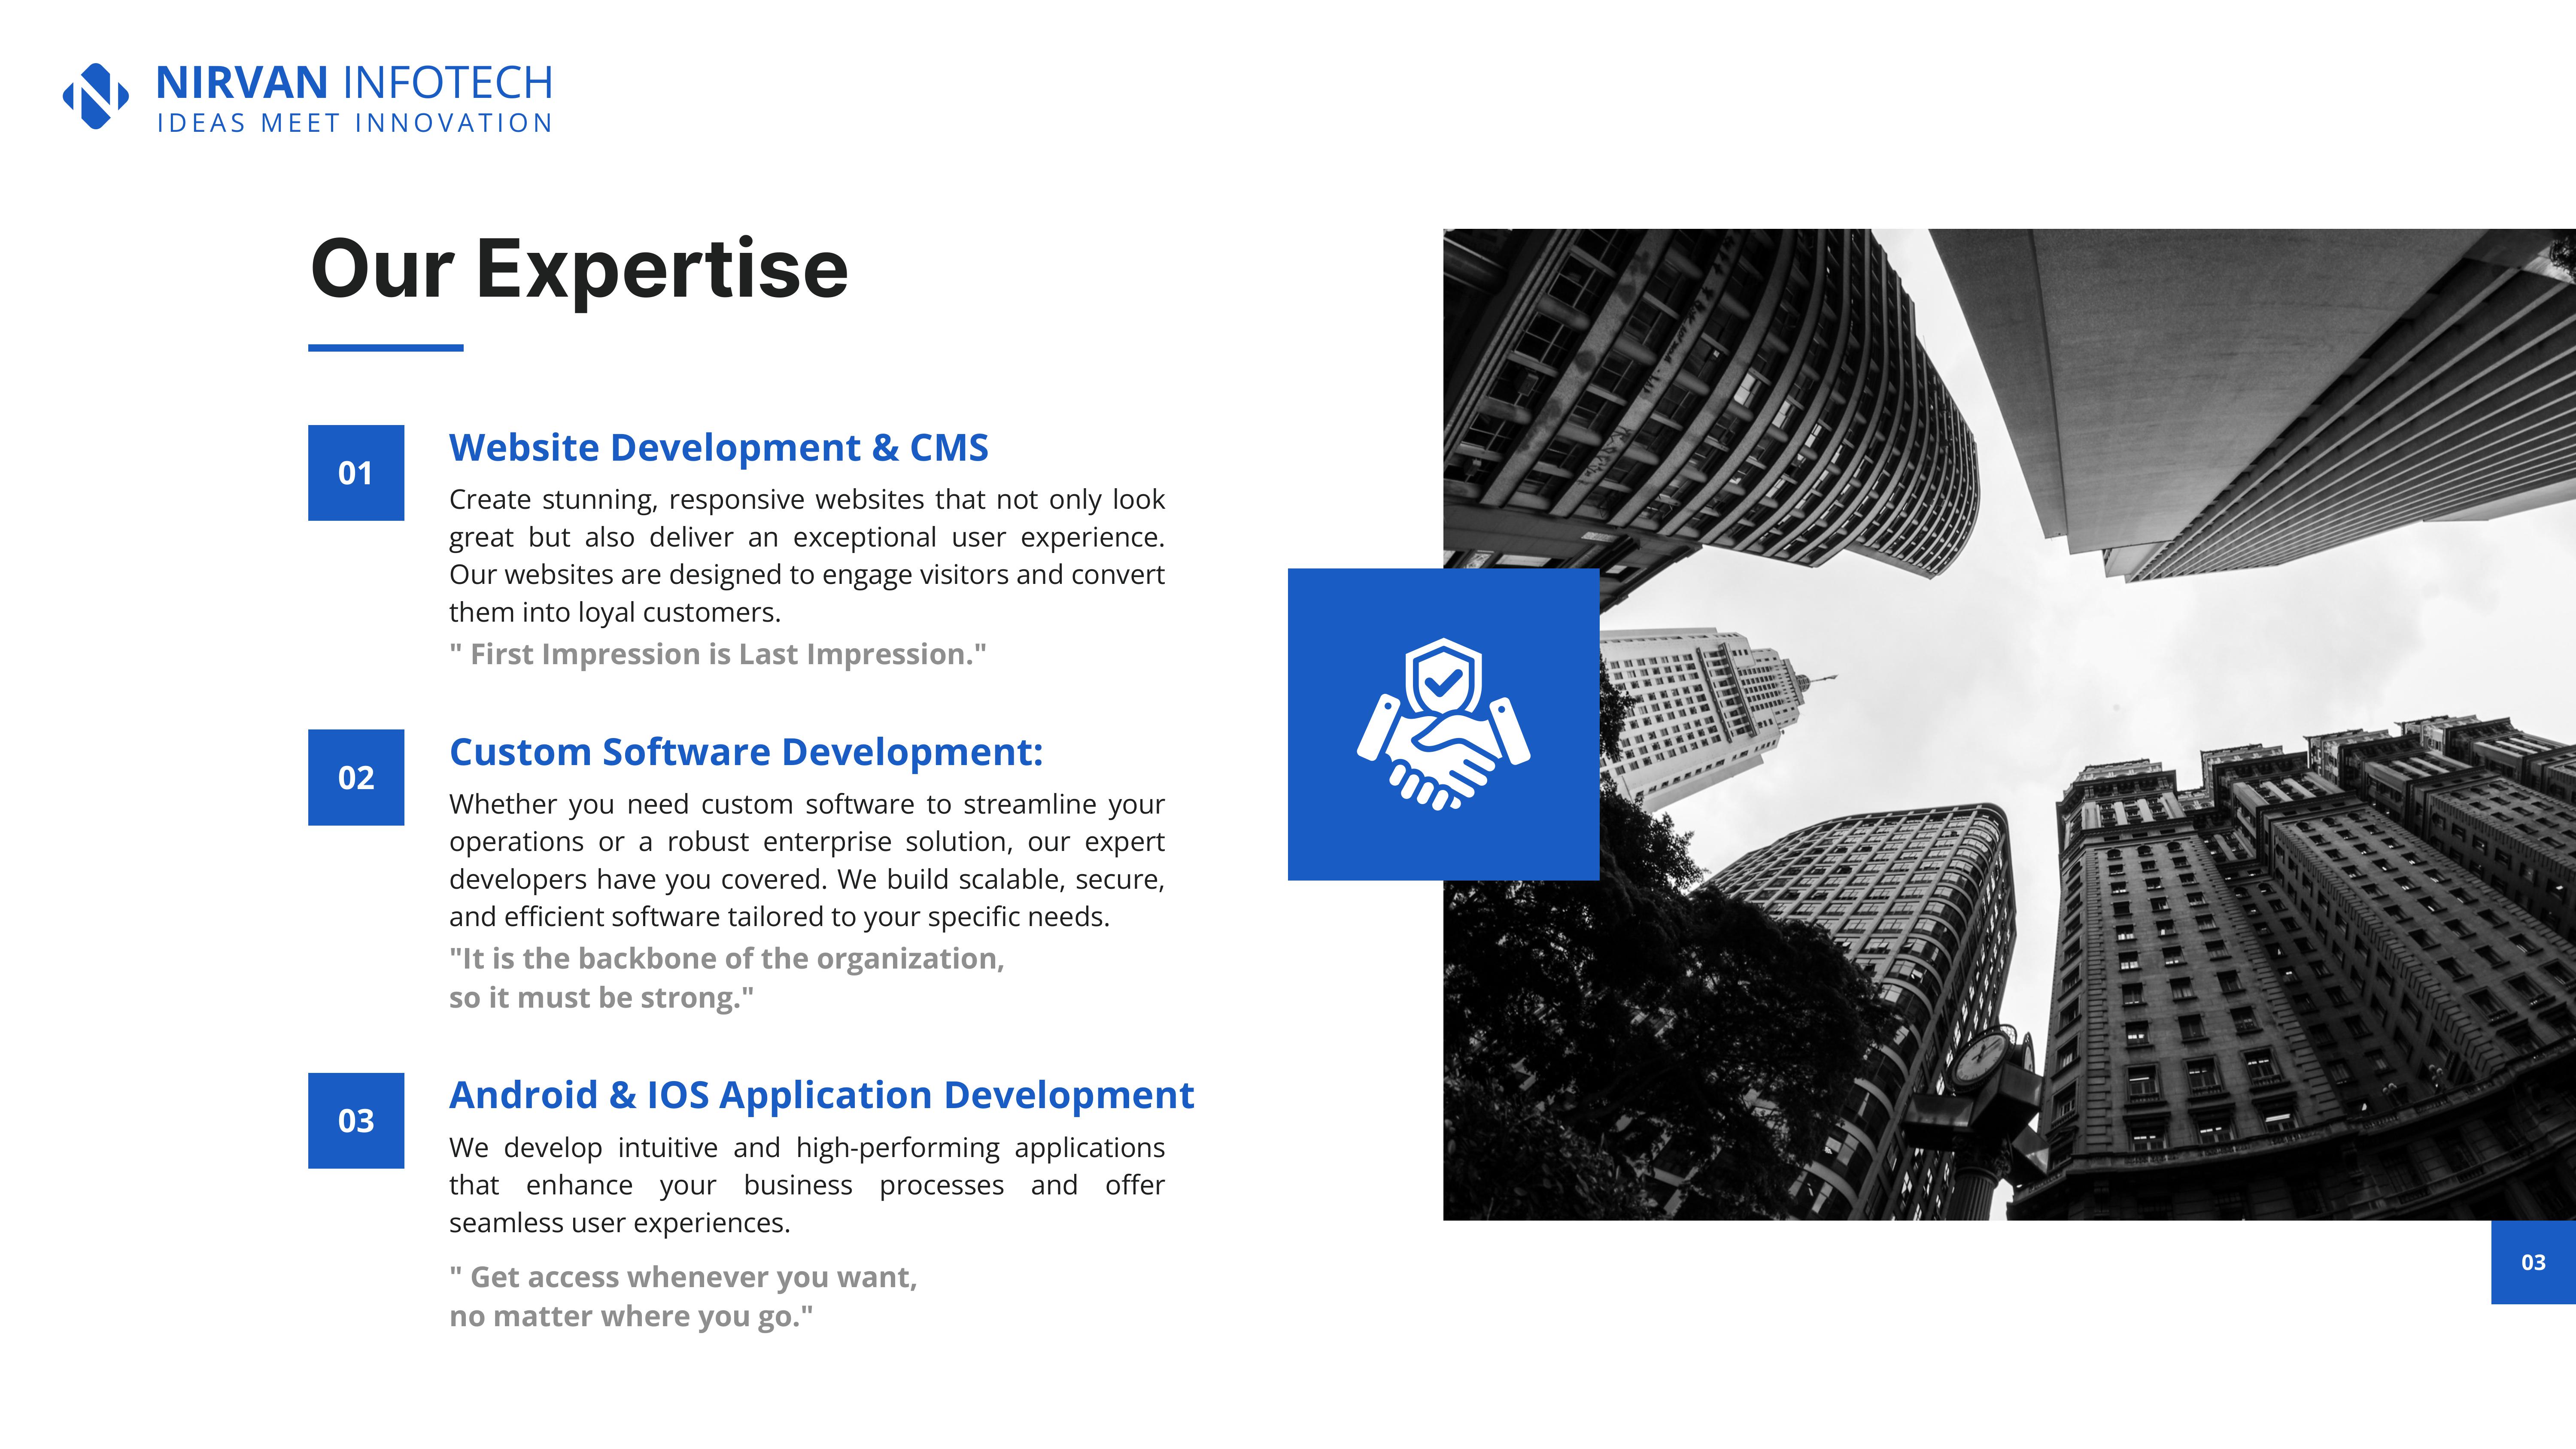 NIRVAN INFOTECH
IDEAS MEET INNOVATION
Our Expertise
01
Website Development & CMS
Create stunning, responsive websites that not only look
great but also deliver an exceptional user experience.
Our websites are designed to engage visitors and convert
them into loyal customers.
" First Impression is Last Impression."
02
Custom Software Development:
Whether you need custom software to streamline your
operations or a robust enterprise solution, our expert
developers have you covered. We build scalable, secure,
and efficient software tailored to your specific needs.
"It is the backbone of the organization,
so it must be strong."
03
Android & IOS Application Development
We develop intuitive and high-performing applications
that enhance your business processes and offer
seamless user experiences.
" Get access whenever you want,
no matter where you go."
03